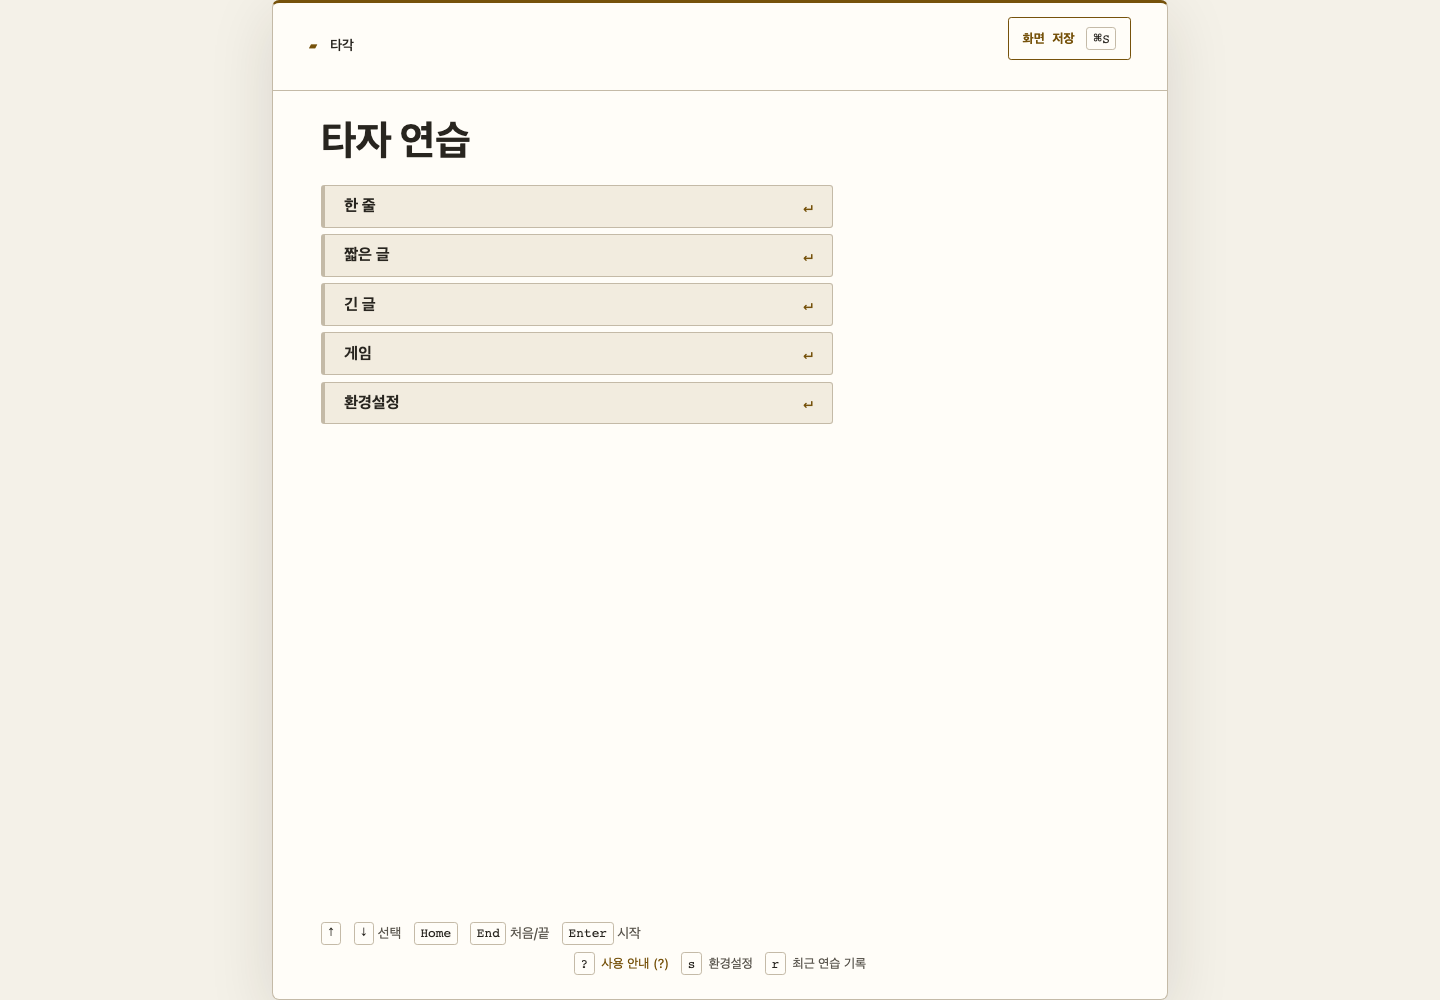 ▰ 타각
화면 저장 ⌘S
타자 연습
한 줄 ↵
짧은 글 ↵
긴 글 ↵
게임 ↵
환경설정 ↵
↑ ↓ 선택 Home End 처음/끝 Enter 시작
? 사용 안내 (?) s 환경설정 r 최근 연습 기록